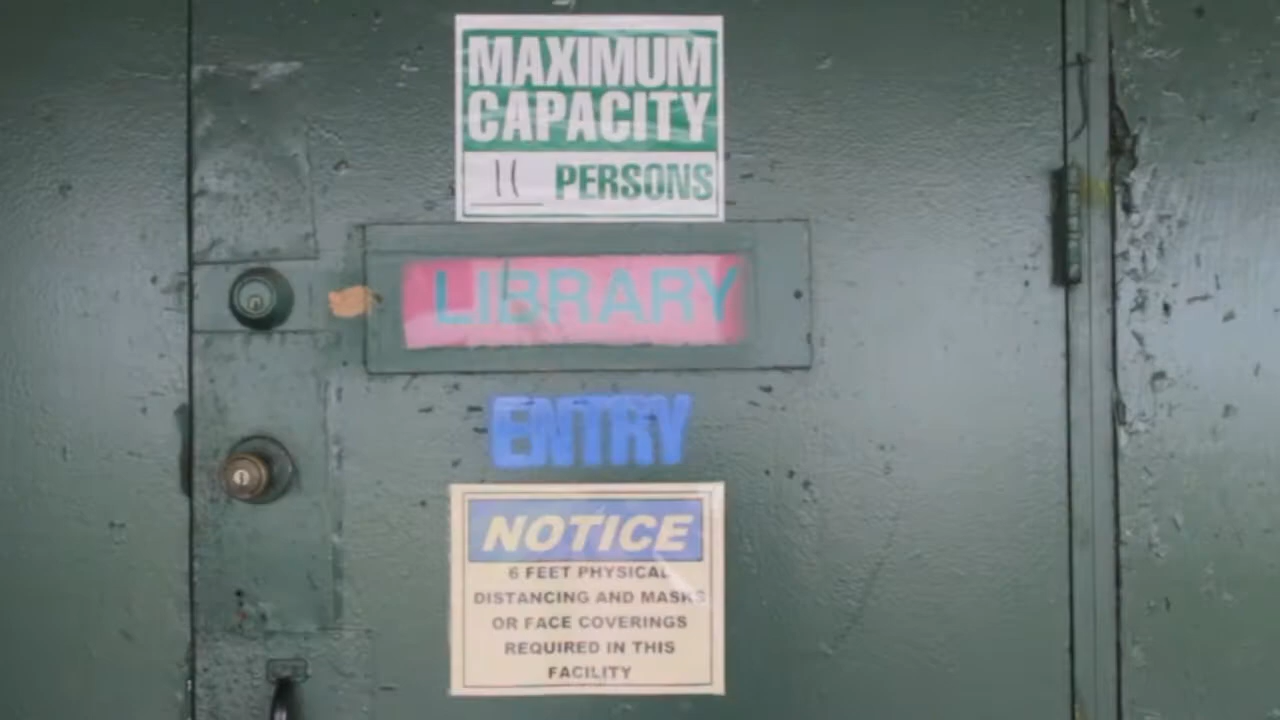 MAXIMUM
CAPACITY
11 PERSONS
LIBRARY
ENTRY
NOTICE
6 FEET PHYSICAL
DISTANCING AND MASKS
OR FACE COVERINGS
REQUIRED IN THIS
FACILITY